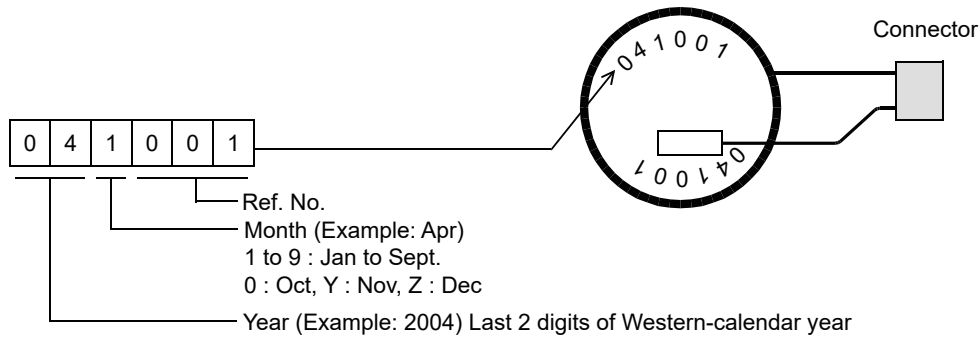 041001
Connector
0 4 1 0 0 1
041001
Ref. No.
Month (Example: Apr)
1 to 9 : Jan to Sept.
0 : Oct, Y : Nov, Z : Dec
Year (Example: 2004) Last 2 digits of Western-calendar year